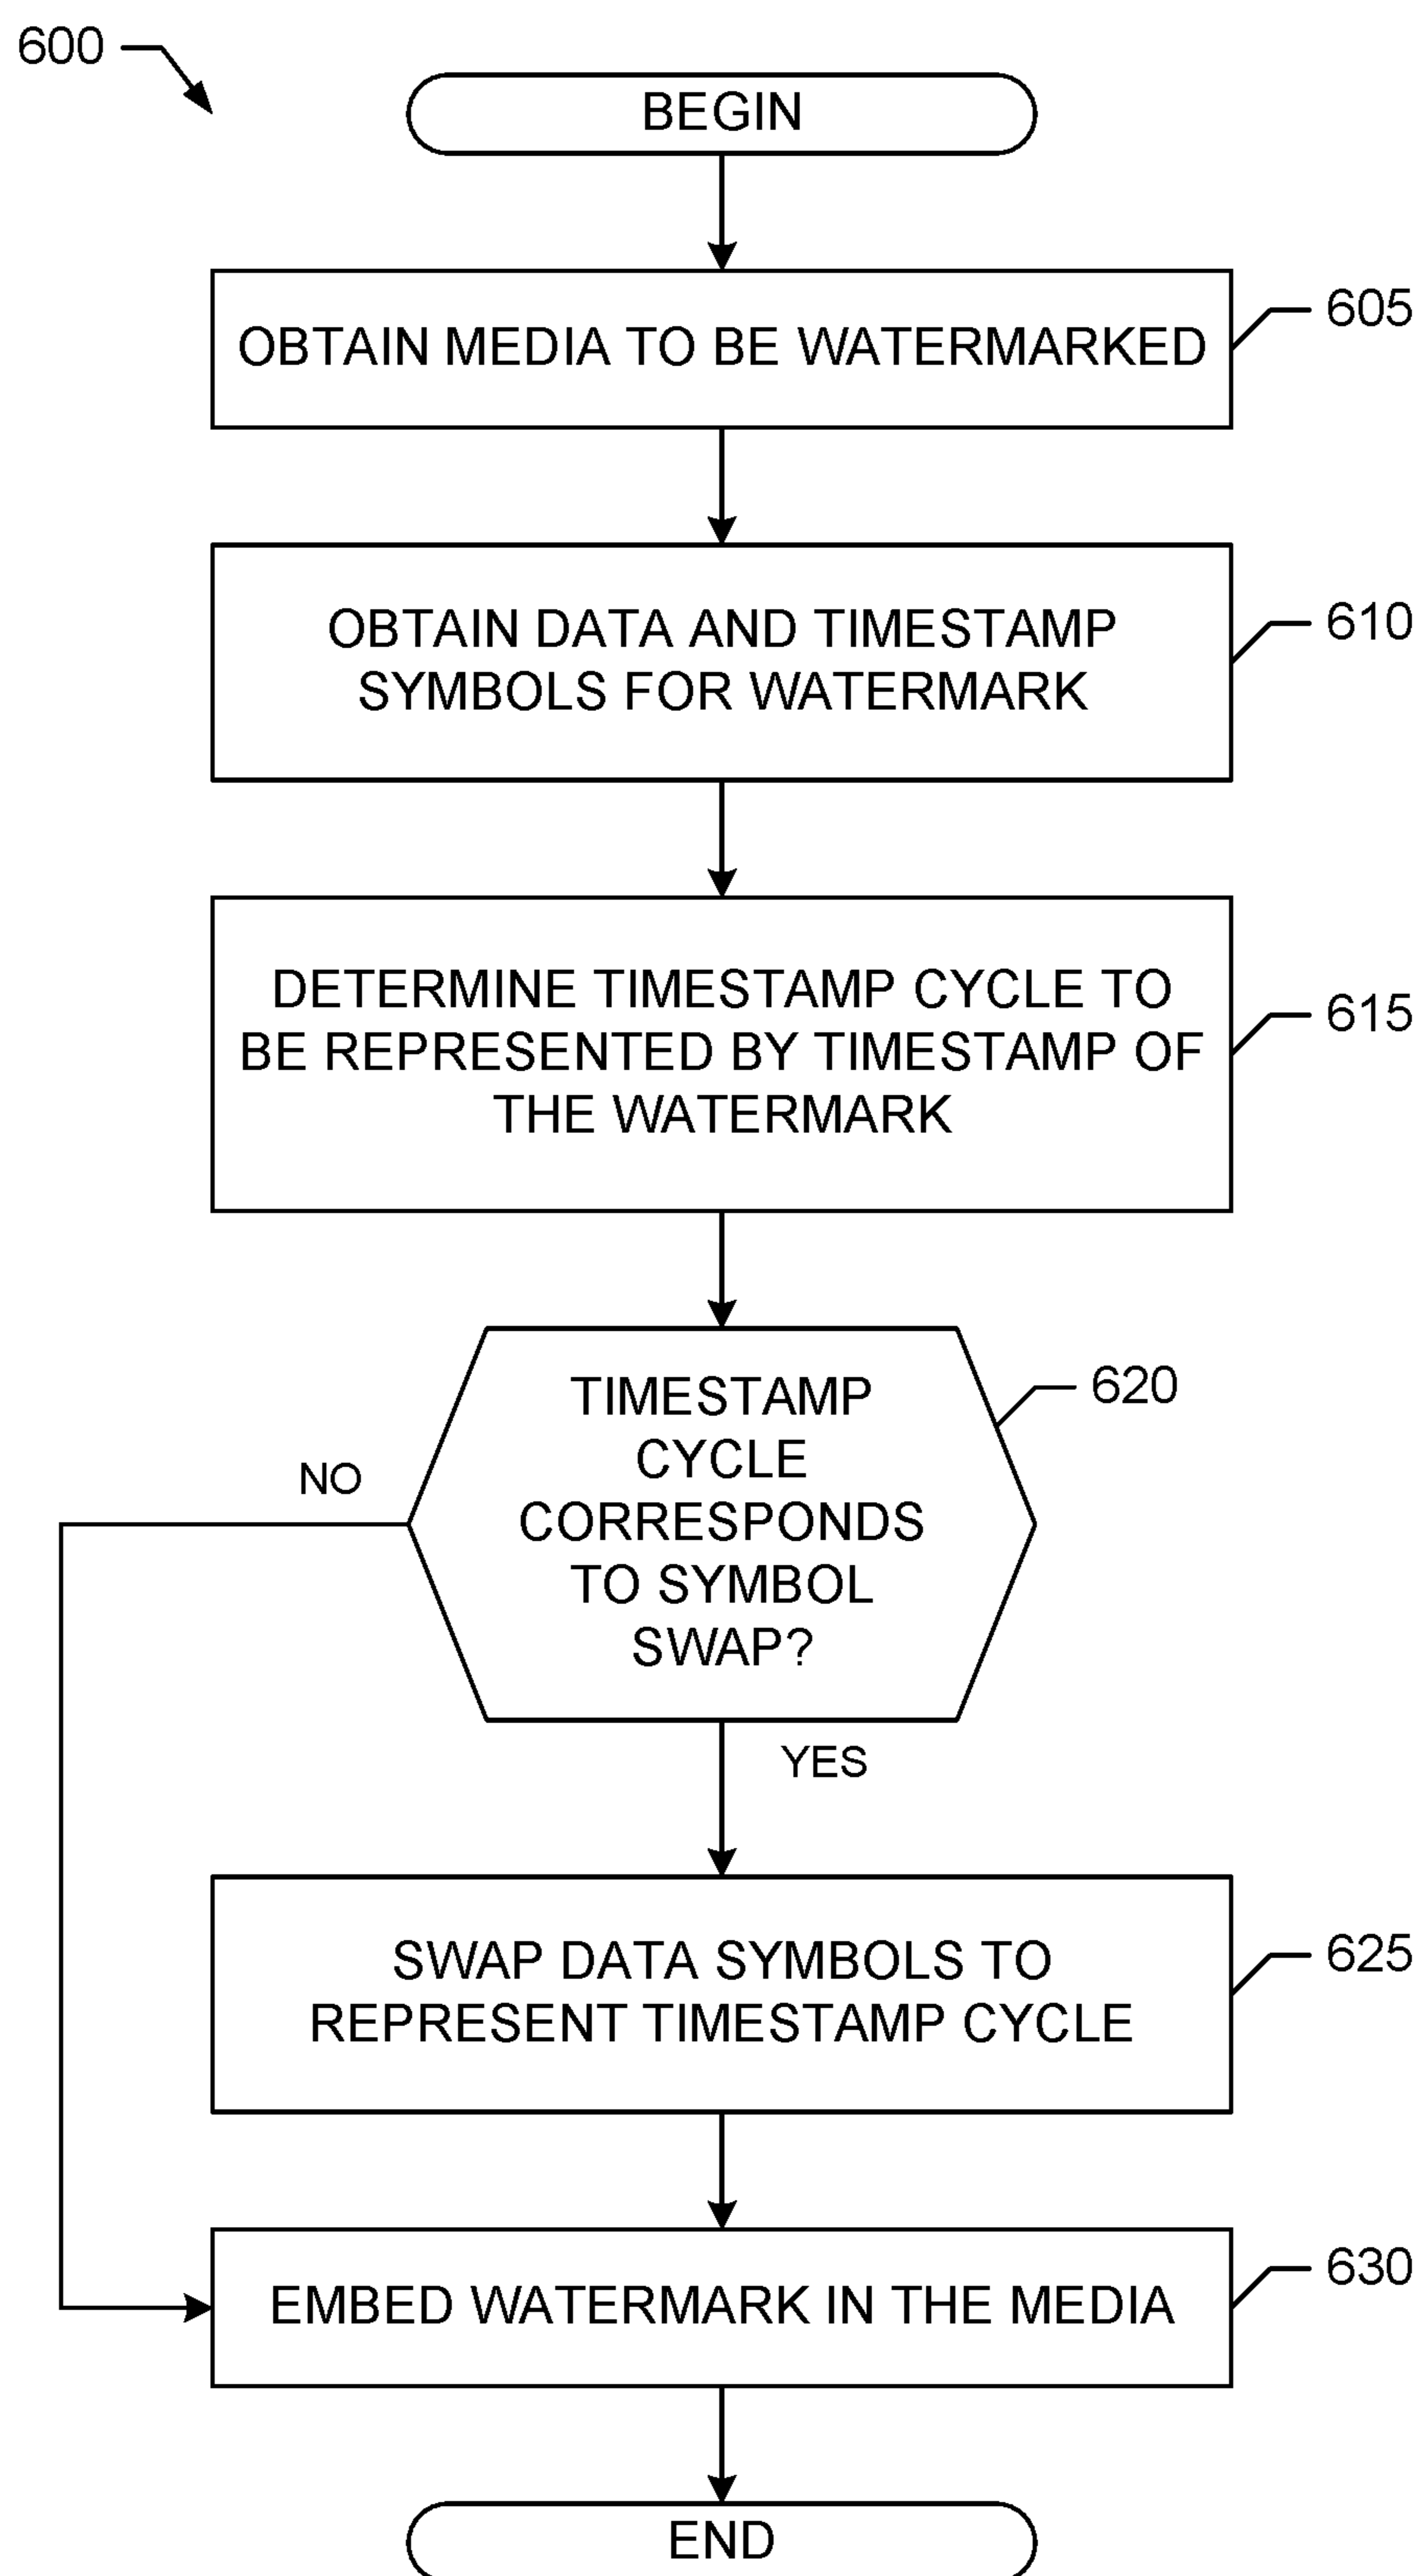 600
BEGIN
OBTAIN MEDIA TO BE WATERMARKED
605
OBTAIN DATA AND TIMESTAMP
SYMBOLS FOR WATERMARK
610
DETERMINE TIMESTAMP CYCLE TO
BE REPRESENTED BY TIMESTAMP OF
THE WATERMARK
615
TIMESTAMP
CYCLE
CORRESPONDS
TO SYMBOL
SWAP?
620
NO
YES
SWAP DATA SYMBOLS TO
REPRESENT TIMESTAMP CYCLE
625
EMBED WATERMARK IN THE MEDIA
630
END